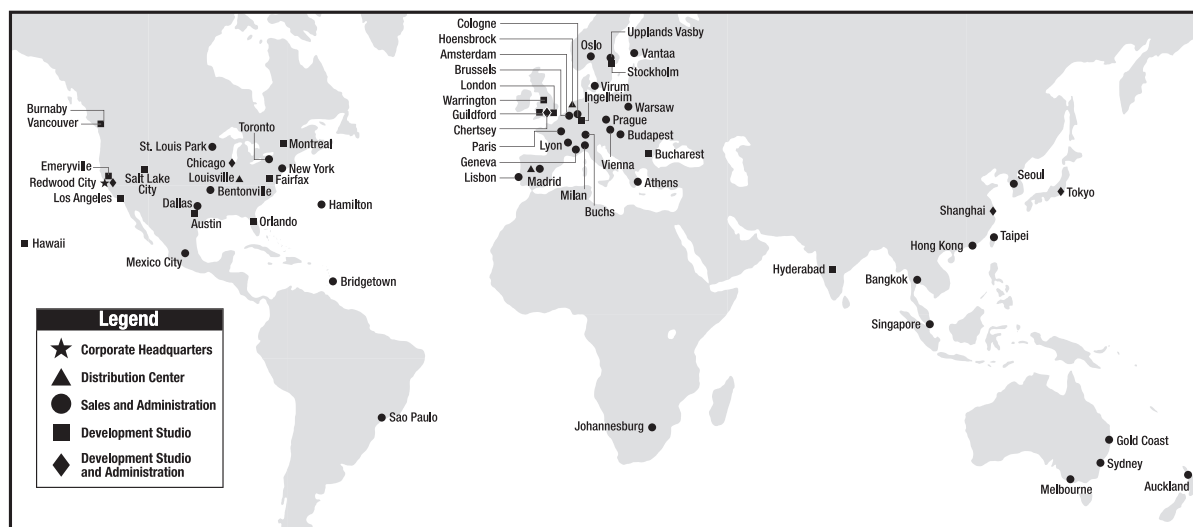 Cologne
Hoensbrock
Amsterdam
Brussels
London
Warrington
Guildford
Chertsey
Paris
Lyon
Geneva
Lisbon
Madrid
Milan
Buchs
Oslo
Upplands Vasby
Vantaa
Stockholm
Virum
Ingelheim
Warsaw
Prague
Budapest
Vienna
Bucharest
Athens
Burnaby
Vancouver
Toronto
Montreal
St. Louis Park
Chicago
New York
Emeryville
Louisville
Fairfax
Redwood City
Salt Lake
City
Bentonville
Los Angeles
Dallas
Hamilton
Austin
Orlando
Hawaii
Mexico City
Bridgetown
Sao Paulo
Johannesburg
Seoul
Tokyo
Shanghai
Taipei
Hong Kong
Hyderabad
Bangkok
Singapore
Gold Coast
Sydney
Melbourne
Auckland
Legend
Corporate Headquarters
Distribution Center
Sales and Administration
Development Studio
Development Studio
and Administration